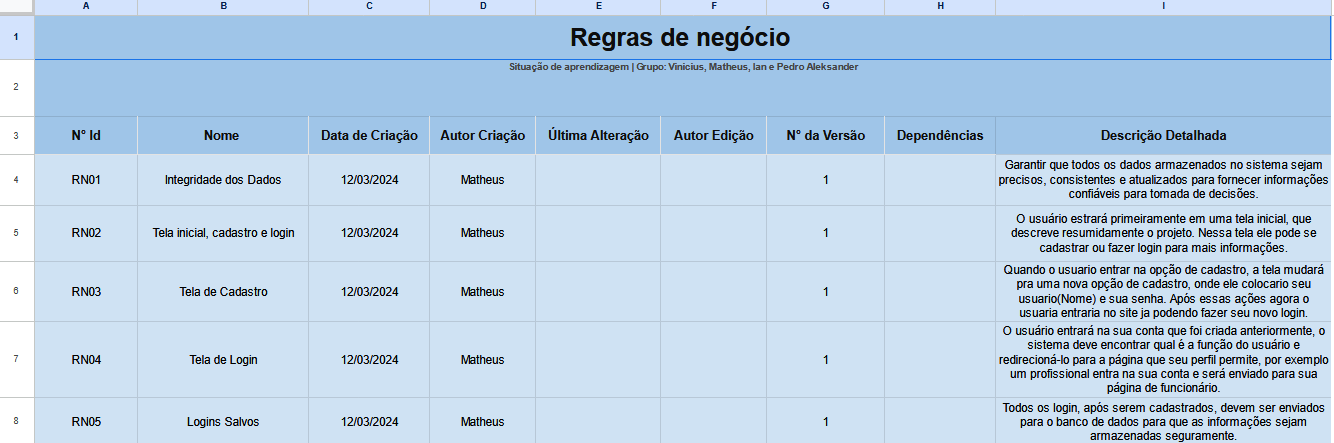 A B C D E F G H I
1 Regras de negócio
2 Situação de aprendizagem | Grupo: Vinicius, Matheus, Ian e Pedro Aleksander
3 N° Id Nome Data de Criação Autor Criação Última Alteração Autor Edição N° da Versão Dependências Descrição Detalhada
4 RN01 Integridade dos Dados 12/03/2024 Matheus 1
Garantir que todos os dados armazenados no sistema sejam
precisos, consistentes e atualizados para fornecer informações
confiáveis para tomada de decisões.
5 RN02 Tela inicial, cadastro e login 12/03/2024 Matheus 1
O usuário estrará primeiramente em uma tela inicial, que
descreve resumidamente o projeto. Nessa tela ele pode se
cadastrar ou fazer login para mais informações.
6 RN03 Tela de Cadastro 12/03/2024 Matheus 1
Quando o usuario entrar na opção de cadastro, a tela mudará
pra uma nova opção de cadastro, onde ele colocario seu
usuario(Nome) e sua senha. Após essas ações agora o
usuaria entraria no site ja podendo fazer seu novo login.
7 RN04 Tela de Login 12/03/2024 Matheus 1
O usuário entrará na sua conta que foi criada anteriormente, o
sistema deve encontrar qual é a função do usuário e
redirecioná-lo para a página que seu perfil permite, por exemplo
um profissional entra na sua conta e será enviado para sua
página de funcionário.
8 RN05 Logins Salvos 12/03/2024 Matheus 1
Todos os login, após serem cadastrados, devem ser enviados
para o banco de dados para que as informações sejam
armazenadas seguramente.